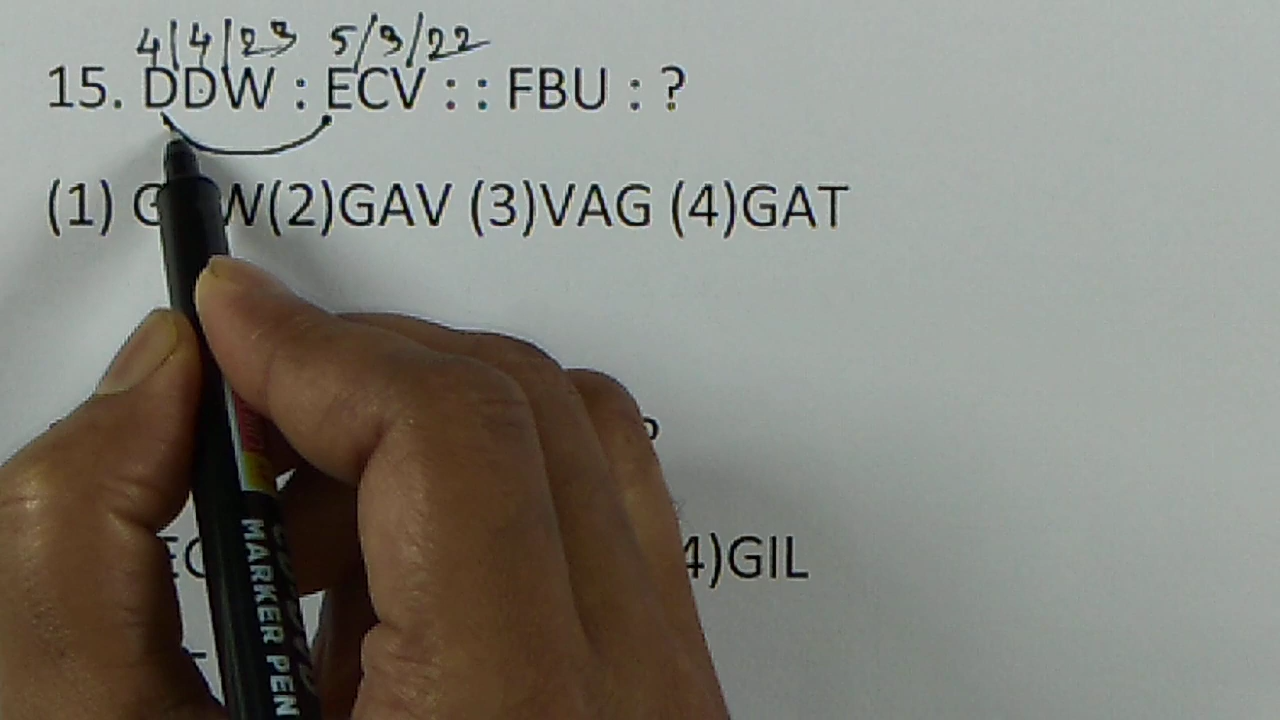 4/4/23 5/3/22
15. DDW : ECV : : FBU : ?
(1) (2)GAV (3)VAG (4)GAT
4)GIL
MARKER PEN